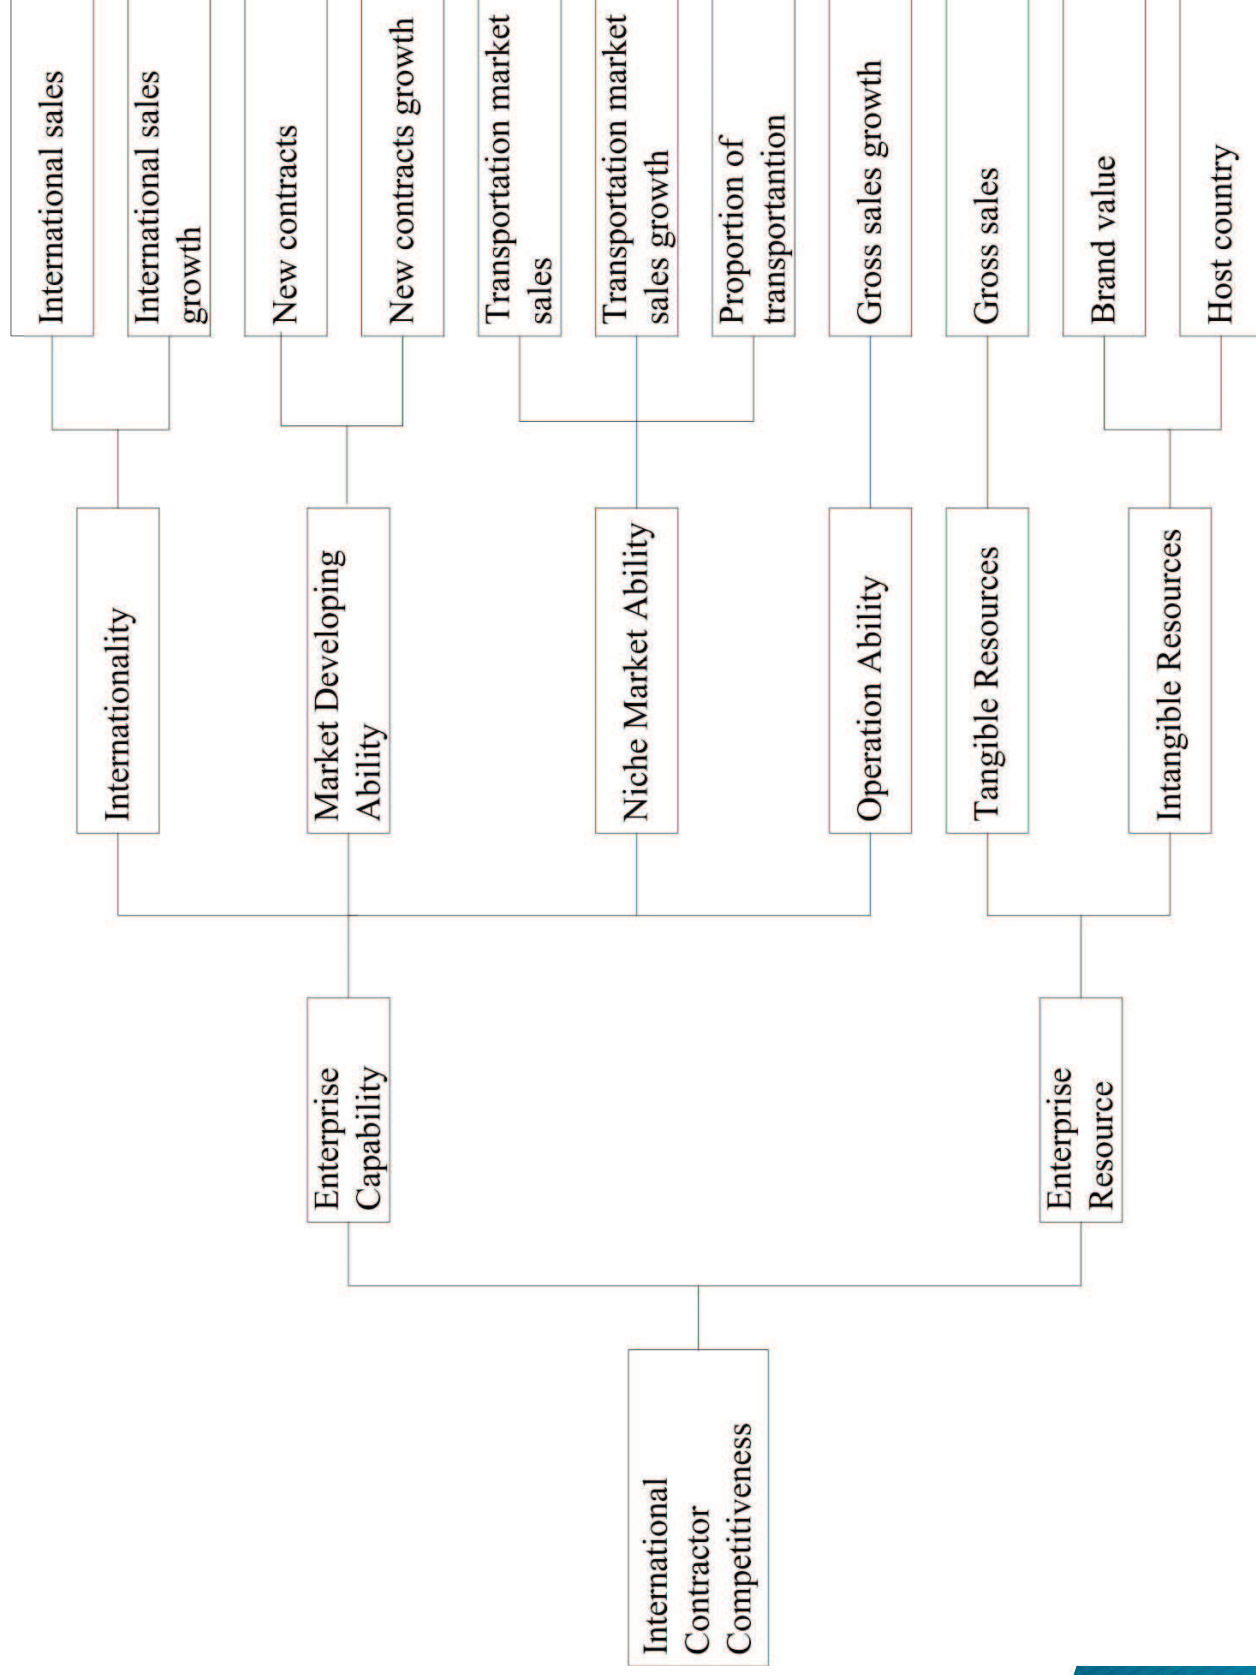 International
Contractor
Competitiveness
Enterprise
Capability
Enterprise
Resource
Internationality
Market Developing
Ability
Niche Market Ability
Operation Ability
Tangible Resources
Intangible Resources
International sales
International sales
growth
New contracts
New contracts growth
Transportation market
sales
Transportation market
sales growth
Proportion of
transportantion
Gross sales growth
Gross sales
Brand value
Host country